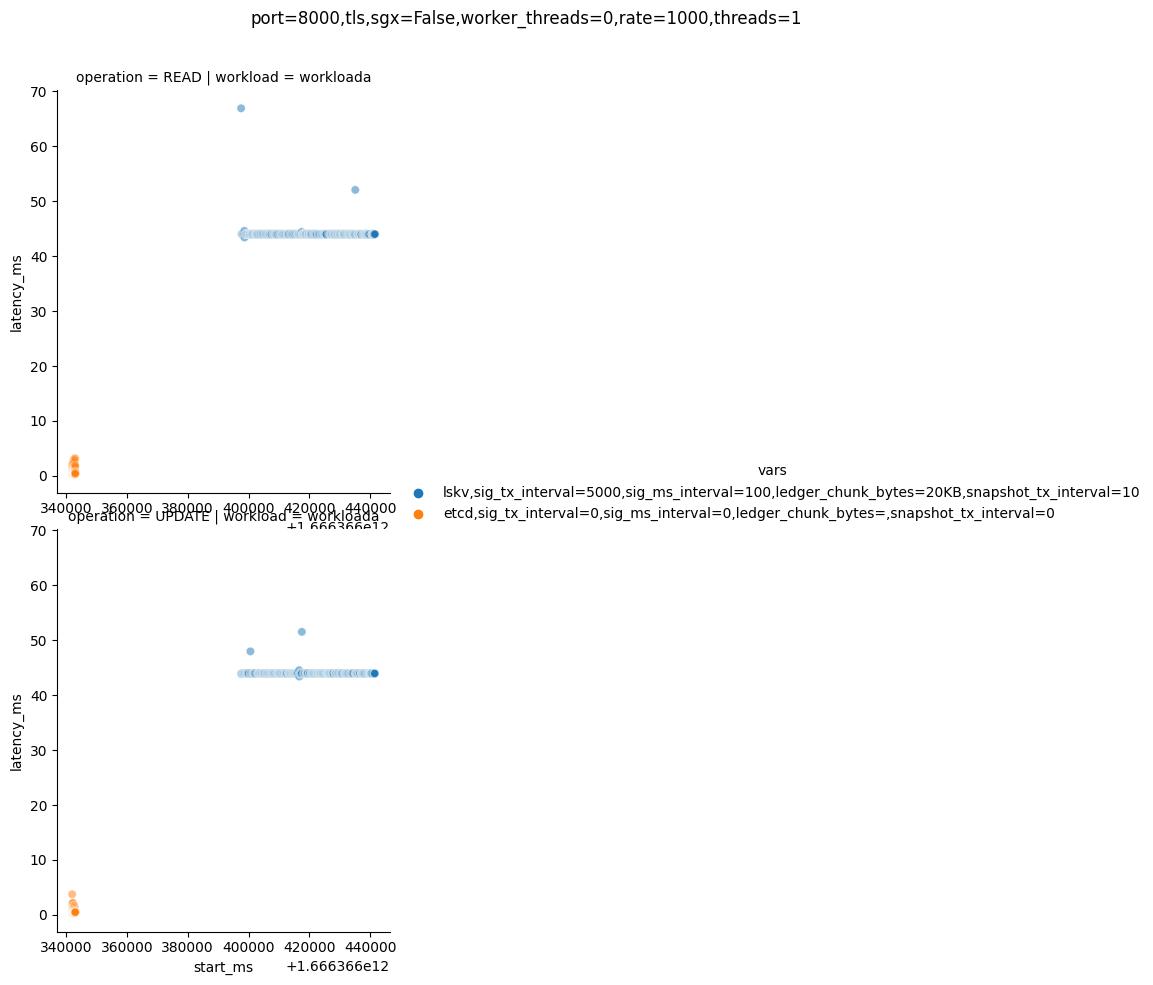 port=8000,tls,sgx=False,worker_threads=0,rate=1000,threads=1
operation = READ | workload = workloada
70
60
50
40
30
20
10
0
latency_ms
340000 360000 380000 400000 420000 440000
+1.666366e12
vars
lskv,sig_tx_interval=5000,sig_ms_interval=100,ledger_chunk_bytes=20KB,snapshot_tx_interval=10
etcd,sig_tx_interval=0,sig_ms_interval=0,ledger_chunk_bytes=,snapshot_tx_interval=0
operation = UPDATE | workload = workloada
70
60
50
40
30
20
10
0
latency_ms
340000 360000 380000 400000 420000 440000
start_ms
+1.666366e12